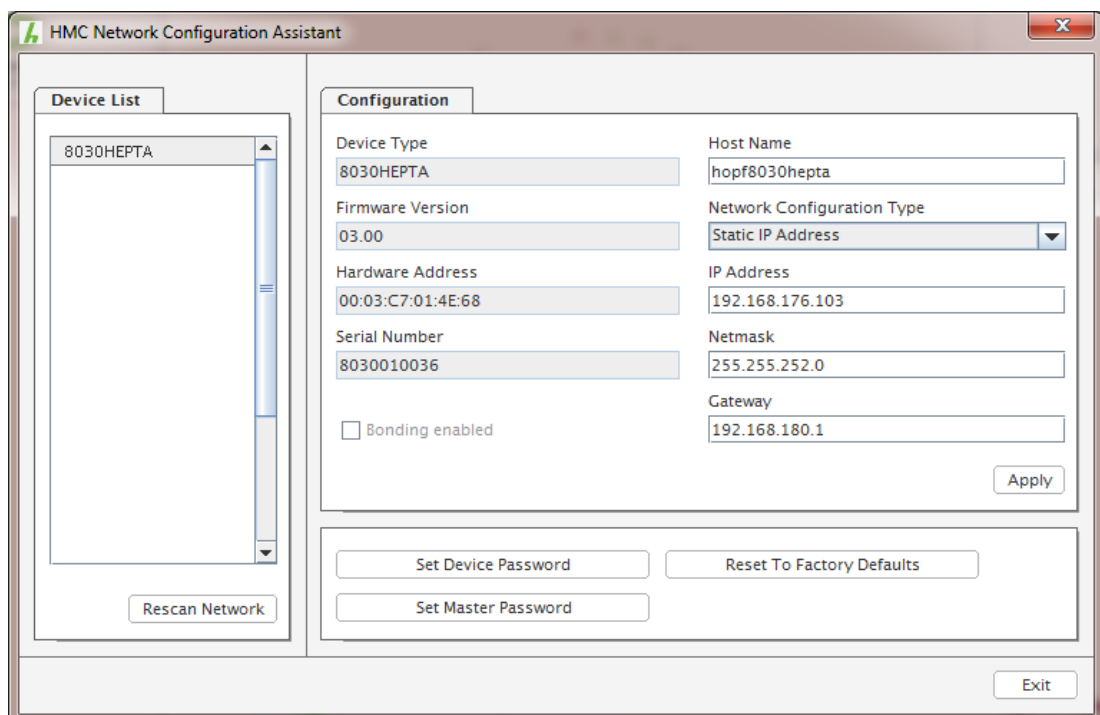 HMC Network Configuration Assistant
Device List
8030HEPTA
Rescan Network
Configuration
Device Type
8030HEPTA
Firmware Version
03.00
Hardware Address
00:03:C7:01:4E:68
Serial Number
8030010036
Bonding enabled
Host Name
hopf8030hepta
Network Configuration Type
Static IP Address
IP Address
192.168.176.103
Netmask
255.255.252.0
Gateway
192.168.180.1
Apply
Set Device Password
Reset To Factory Defaults
Set Master Password
Exit